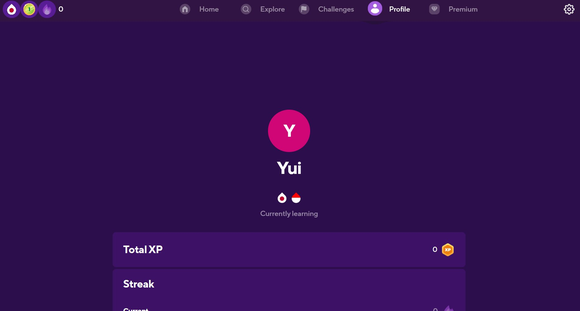 1
0
Home
Explore
Challenges
Profile
Premium
Y
Yui
Currently learning
Total XP
0
XP
Streak
Current
0